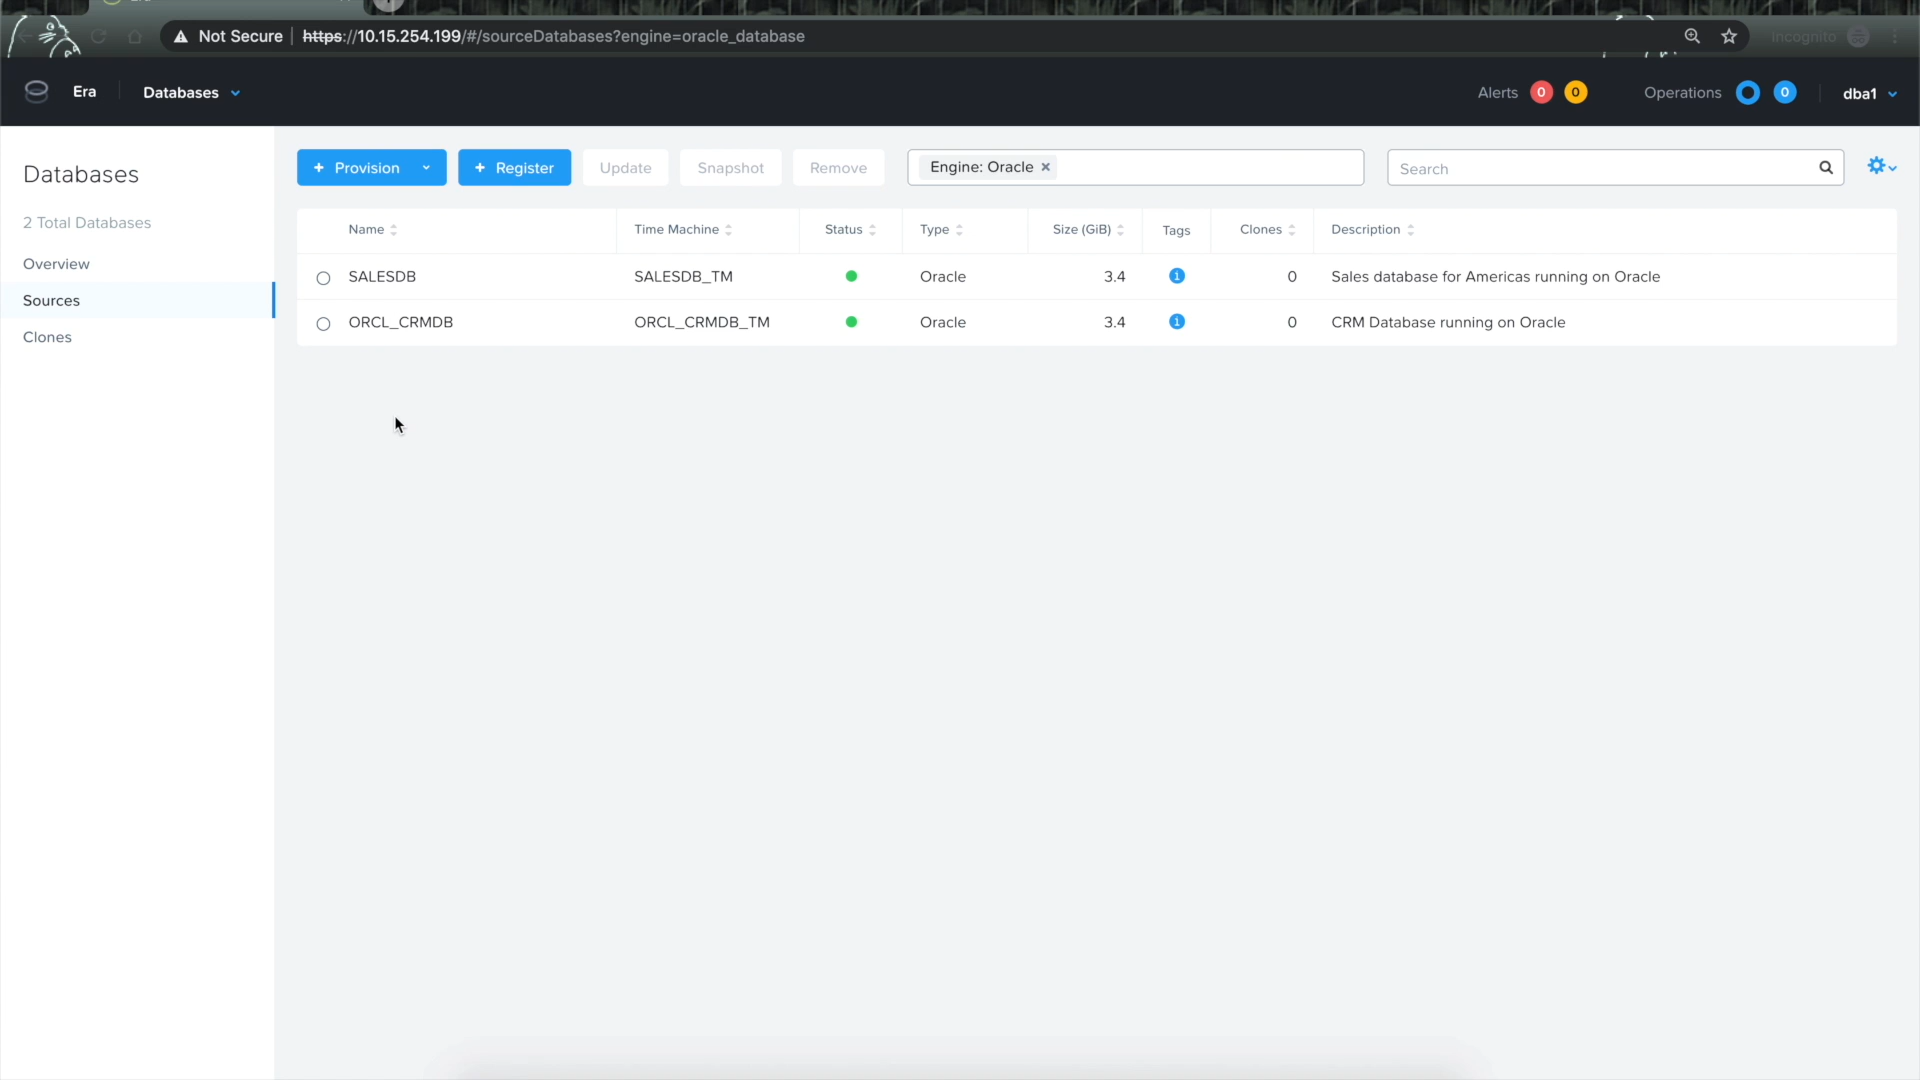 Not Secure | https://10.15.254.199/#/sourceDatabases?engine=oracle_database Incognito
Era Databases Alerts 0 0 Operations 0 dba1
Databases
2 Total Databases
Overview
Sources
Clones
+ Provision + Register Update Snapshot Remove Engine: Oracle × Search
Name Time Machine Status Type Size (GiB) Tags Clones Description
SALESDB SALESDB_TM Oracle 3.4 i 0 Sales database for Americas running on Oracle
ORCL_CRMDB ORCL_CRMDB_TM Oracle 3.4 i 0 CRM Database running on Oracle